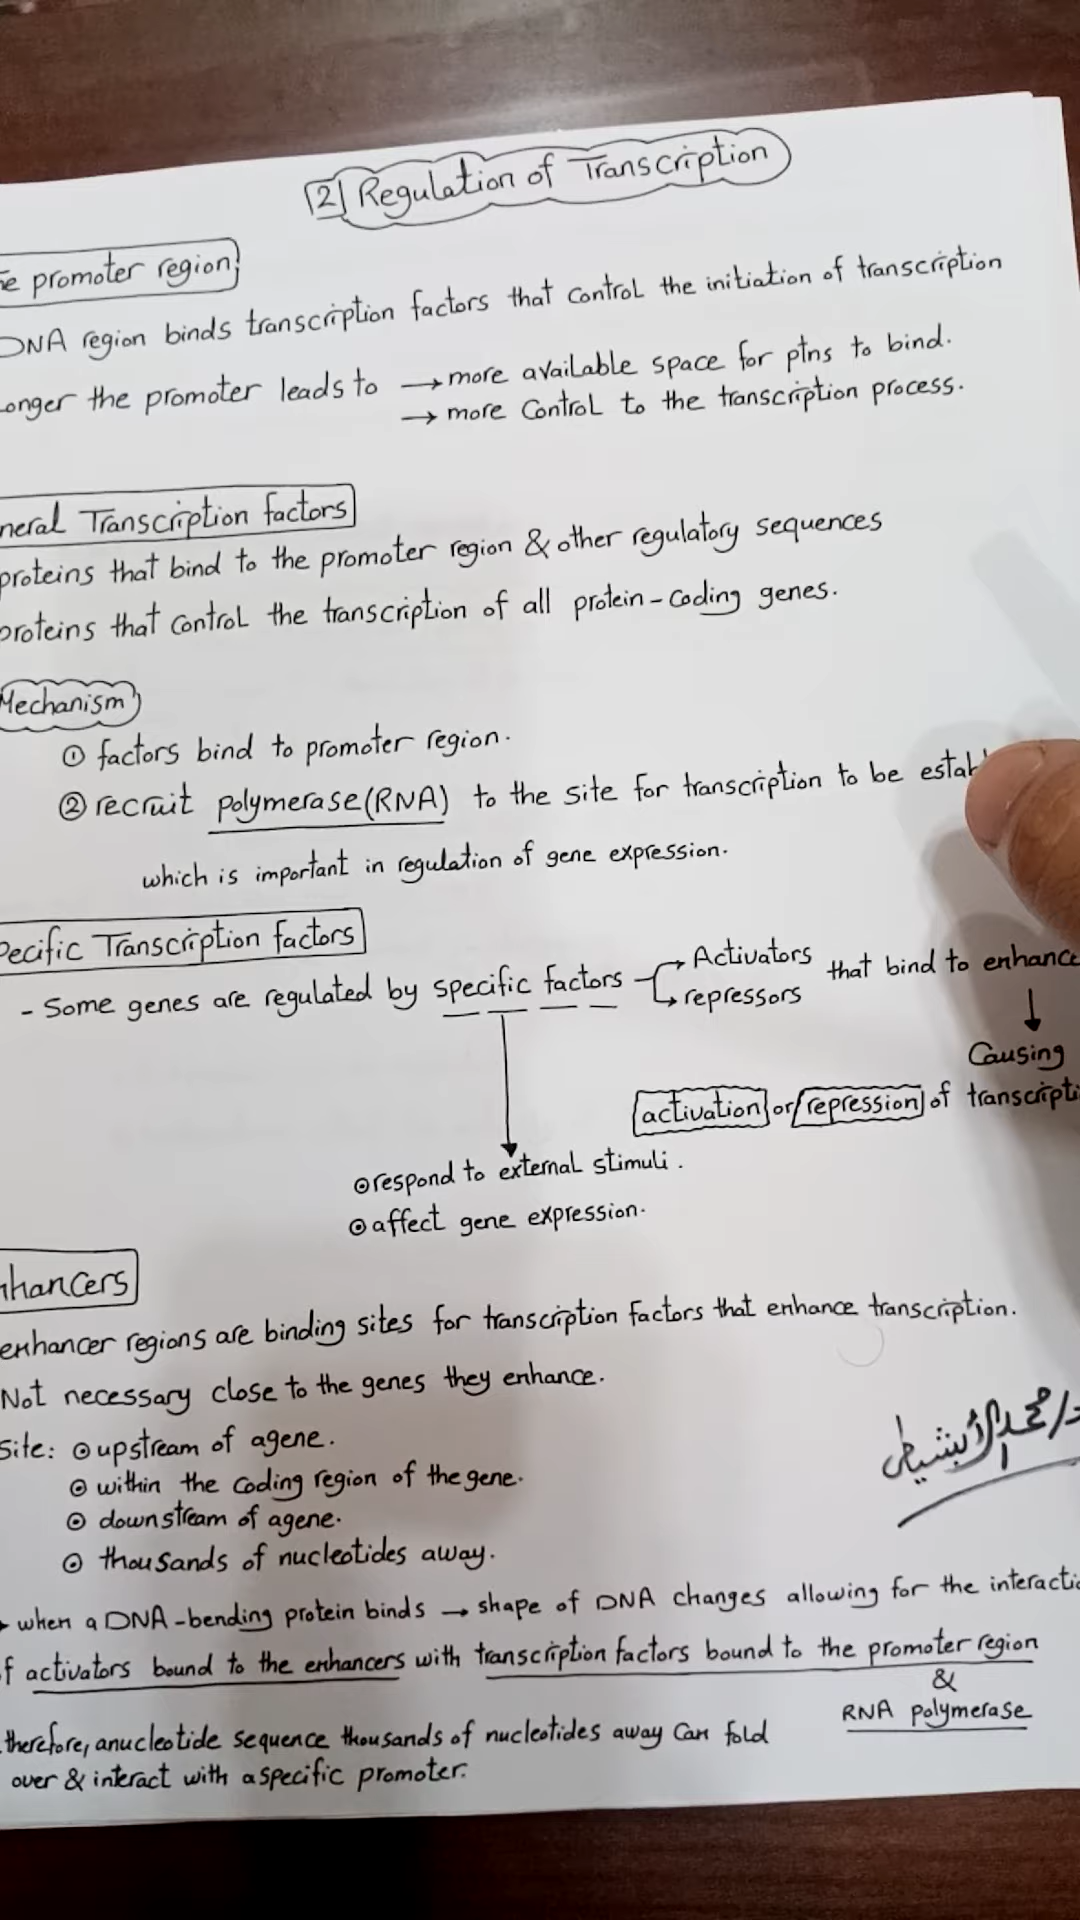 [2] Regulation of Transcription
promoter region;
DNA region binds transcription factors that control the initiation of transcription
longer the promoter leads to → more available space for ptns to bind.
→ more control to the transcription process.
Transcription factors
proteins that bind to the promoter region & other regulatory sequences
proteins that control the transcription of all protein-coding genes.
Mechanism
① factors bind to promoter region.
② recruit polymerase (RNA) to the site for transcription to be
which is important in regulation of gene expression.
Specific Transcription factors
- Some genes are regulated by specific factors → Activators
→ repressors
that bind to
↓
Causing
activation or repression of
⊙ respond to external stimuli.
⊙ affect gene expression.
Enhancers
enhancer regions are binding sites for transcription factors that enhance transcription.
Not necessary close to the genes they enhance.
Site: ⊙ upstream of agene.
⊙ within the coding region of the gene.
⊙ downstream of agene.
⊙ thousands of nucleotides away.
د/محمد الأبشيطي
→ when a DNA-bending protein binds → shape of DNA changes allowing for the
of activators bound to the enhancers with transcription factors bound to the promoter region
&
RNA polymerase
therefore, anucleotide sequence thousands of nucleotides away can fold
over & interact with a specific promoter.